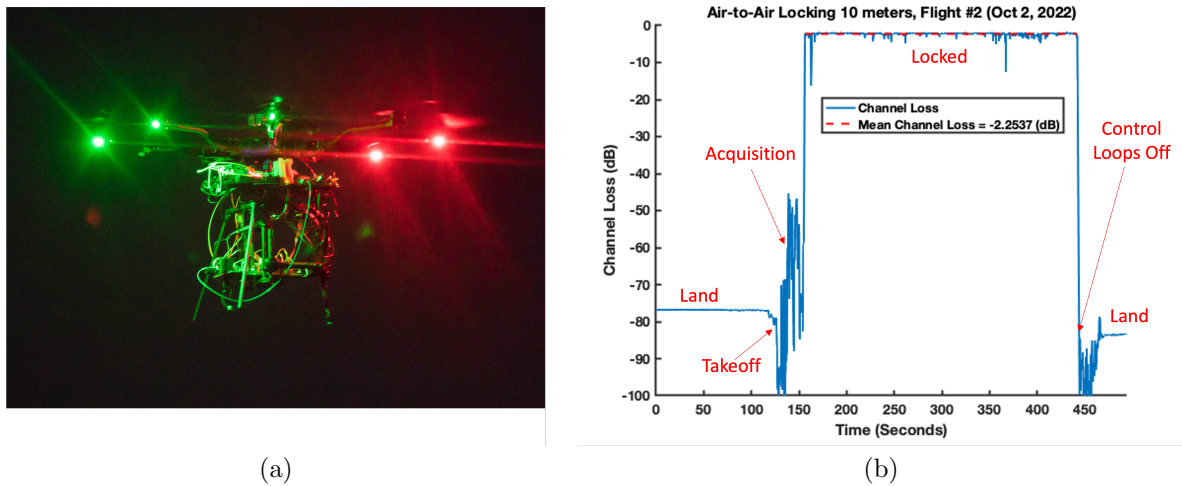 Air-to-Air Locking 10 meters, Flight #2 (Oct 2, 2022)
0
-10
-20
-30
-40
-50
-60
-70
-80
-90
-100
Channel Loss (dB)
Locked
Channel Loss
Mean Channel Loss = -2.2537 (dB)
Acquisition
Control
Loops Off
Land
Takeoff
Land
0
50
100
150
200
250
300
350
400
450
Time (Seconds)
(a)
(b)